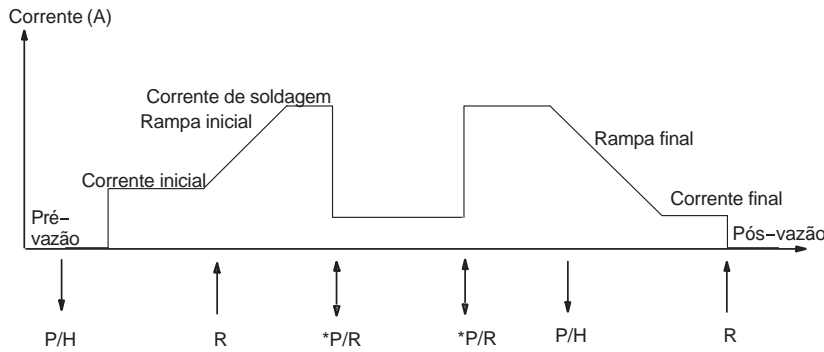 Corrente (A)
Corrente de soldagem
Rampa inicial
Rampa final
Corrente inicial
Corrente final
Pré-
vazão
Pós-vazão
P/H
R
*P/R
*P/R
P/H
R